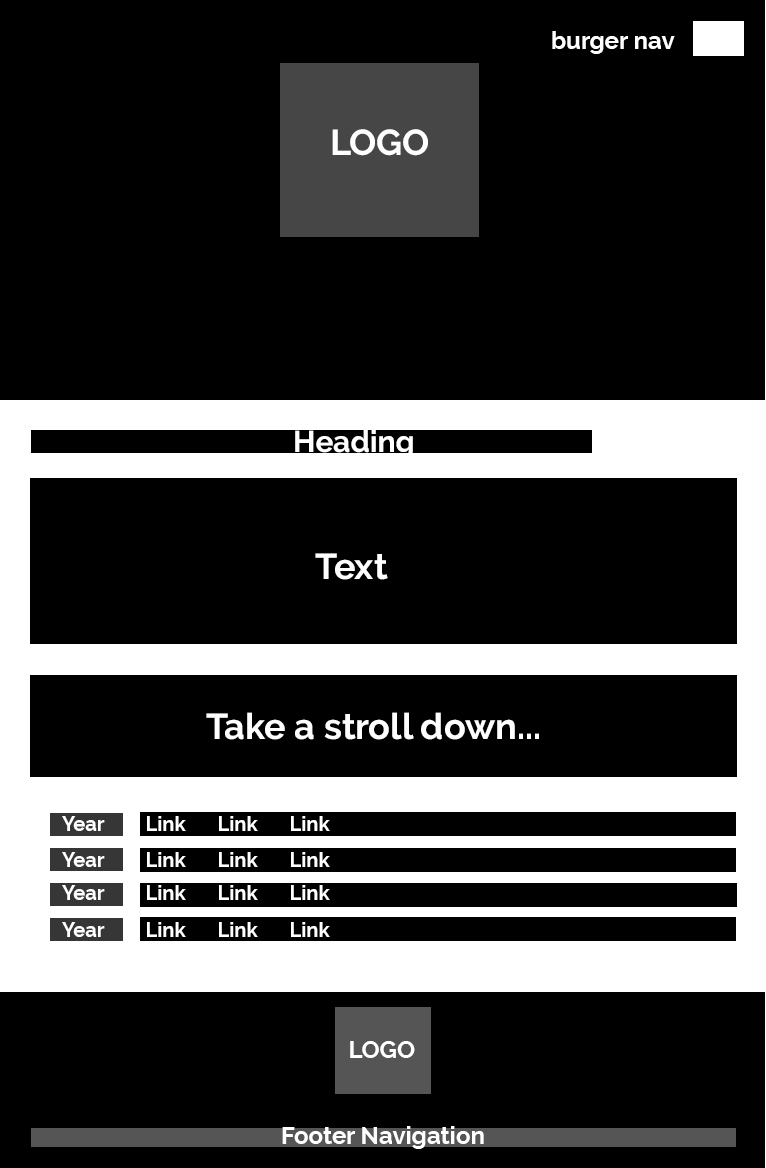 burger nav
LOGO
Heading
Text
Take a stroll down...
Year Link Link Link
Year Link Link Link
Year Link Link Link
Year Link Link Link
LOGO
Footer Navigation